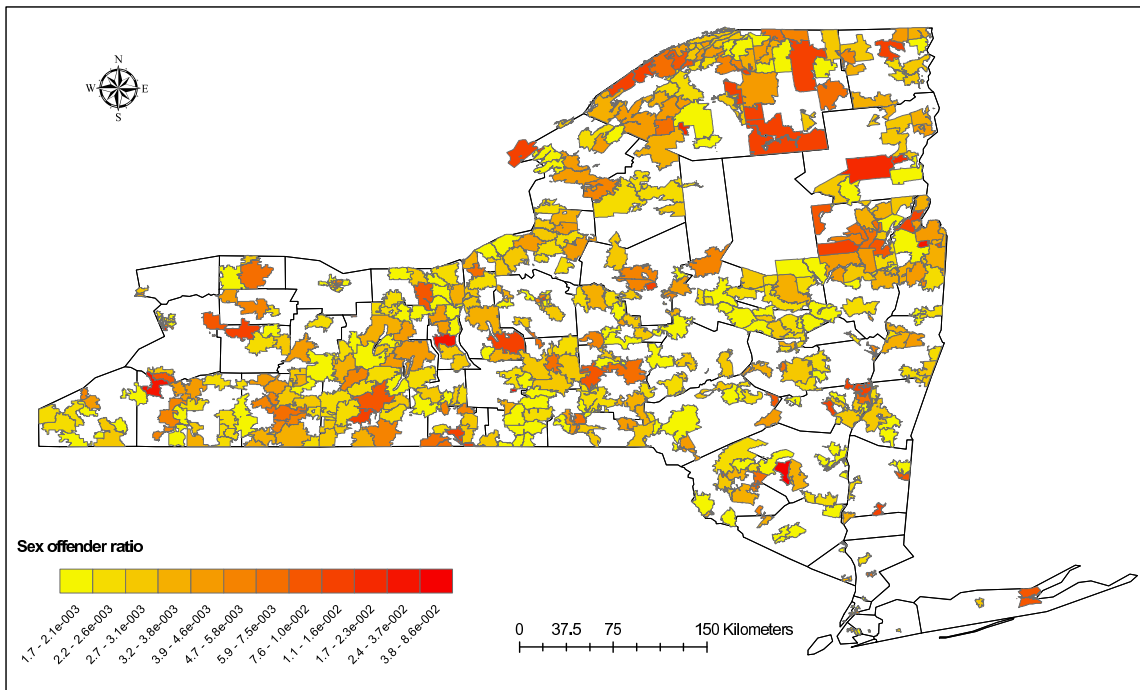 N
W E
S
Sex offender ratio
1.7 - 2.1e-003
2.2 - 2.6e-003
2.7 - 3.1e-003
3.2 - 3.8e-003
3.9 - 4.6e-003
4.7 - 5.8e-003
5.9 - 7.5e-003
7.6 - 1.0e-002
1.1 - 1.6e-002
1.7 - 2.3e-002
2.4 - 3.7e-002
3.8 - 8.6e-002
0 37.5 75 150 Kilometers